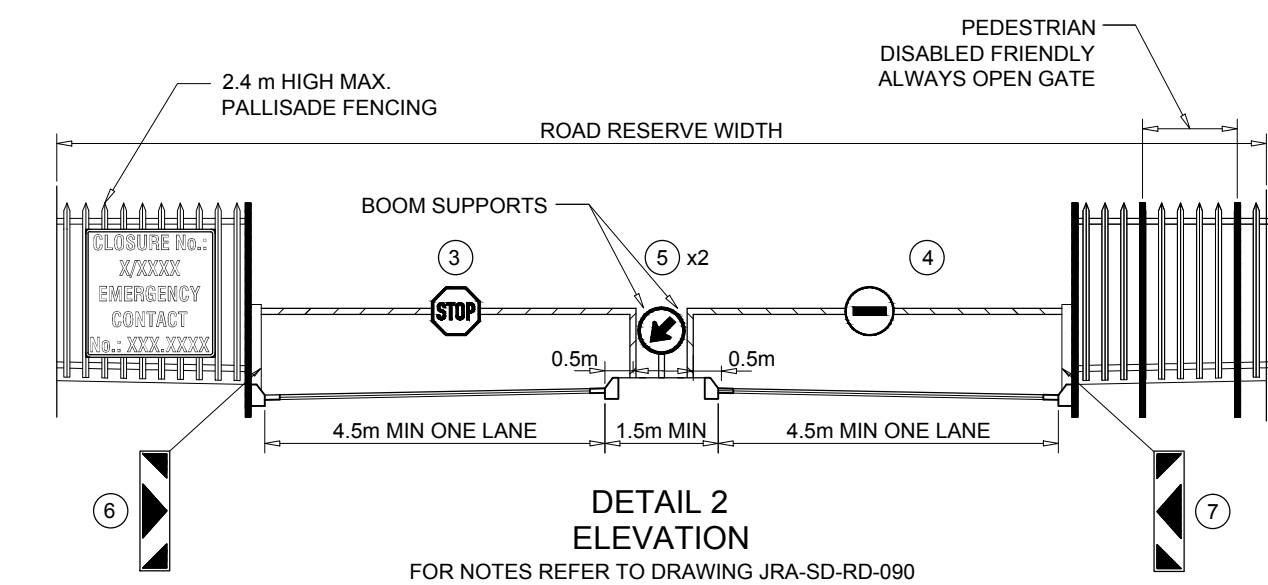 PEDESTRIAN
DISABLED FRIENDLY
ALWAYS OPEN GATE
2.4 m HIGH MAX.
PALLISADE FENCING
ROAD RESERVE WIDTH
BOOM SUPPORTS
3
5 x2
4
CLOSURE No.:
X/XXXX
EMERGENCY
CONTACT
No.: XXX.XXXX
STOP
0.5m
0.5m
4.5m MIN ONE LANE
1.5m MIN
4.5m MIN ONE LANE
6
7
DETAIL 2
ELEVATION
FOR NOTES REFER TO DRAWING JRA-SD-RD-090